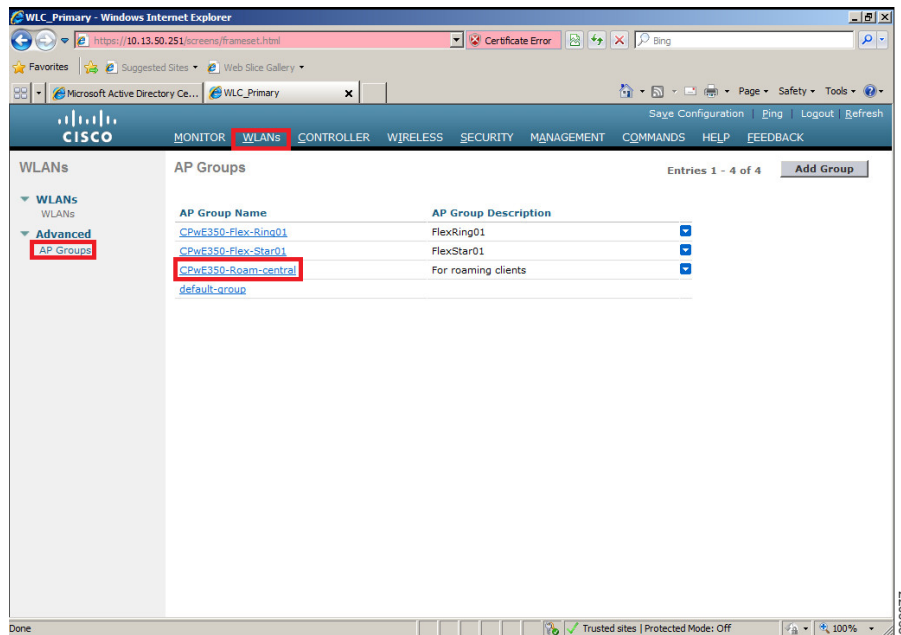 WLC_Primary - Windows Internet Explorer
https://10.13.50.251/screens/frameset.html Certificate Error Bing
Favorites Suggested Sites Web Slice Gallery
Microsoft Active Directory Ce... WLC_Primary x Page Safety Tools
Save Configuration | Ping | Logout | Refresh
CISCO MONITOR WLANs CONTROLLER WIRELESS SECURITY MANAGEMENT COMMANDS HELP FEEDBACK
WLANs
WLANs
WLANs
Advanced
AP Groups
AP Groups Entries 1 - 4 of 4 Add Group
AP Group Name AP Group Description
CPwE350-Flex-Ring01 FlexRing01
CPwE350-Flex-Star01 FlexStar01
CPwE350-Roam-central For roaming clients
default-group
Done Trusted sites | Protected Mode: Off 100%